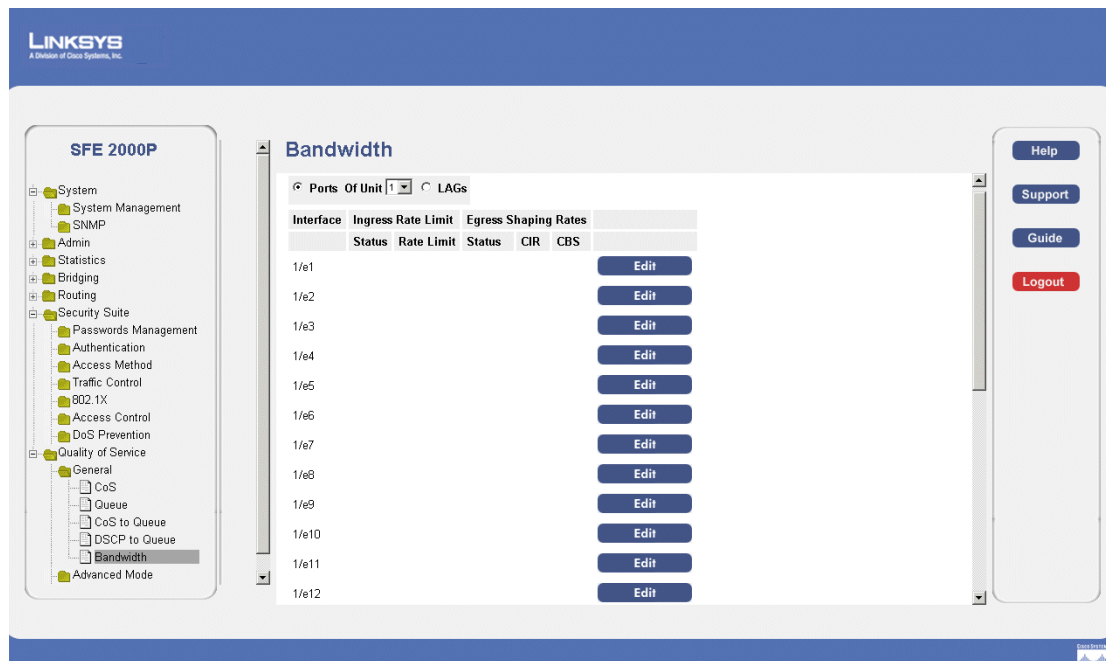 LINKSYS
A Division of Cisco Systems, Inc.
SFE 2000P
System
System Management
SNMP
Admin
Statistics
Bridging
Routing
Security Suite
Passwords Management
Authentication
Access Method
Traffic Control
802.1X
Access Control
DoS Prevention
Quality of Service
General
CoS
Queue
CoS to Queue
DSCP to Queue
Bandwidth
Advanced Mode
Bandwidth
Ports Of Unit 1 LAGs
Interface Ingress Rate Limit Egress Shaping Rates
Status Rate Limit Status CIR CBS
1/e1 Edit
1/e2 Edit
1/e3 Edit
1/e4 Edit
1/e5 Edit
1/e6 Edit
1/e7 Edit
1/e8 Edit
1/e9 Edit
1/e10 Edit
1/e11 Edit
1/e12 Edit
Help
Support
Guide
Logout